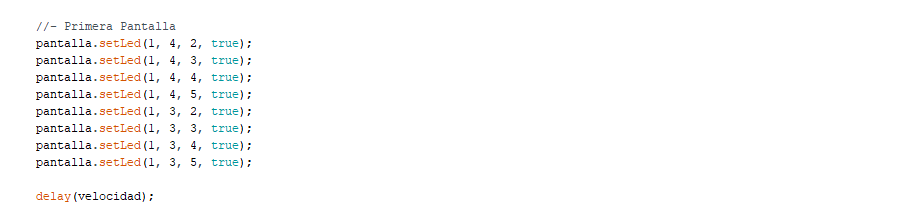 //- Primera Pantalla
pantalla.setLed(1, 4, 2, true);
pantalla.setLed(1, 4, 3, true);
pantalla.setLed(1, 4, 4, true);
pantalla.setLed(1, 4, 5, true);
pantalla.setLed(1, 3, 2, true);
pantalla.setLed(1, 3, 3, true);
pantalla.setLed(1, 3, 4, true);
pantalla.setLed(1, 3, 5, true);
delay(velocidad);